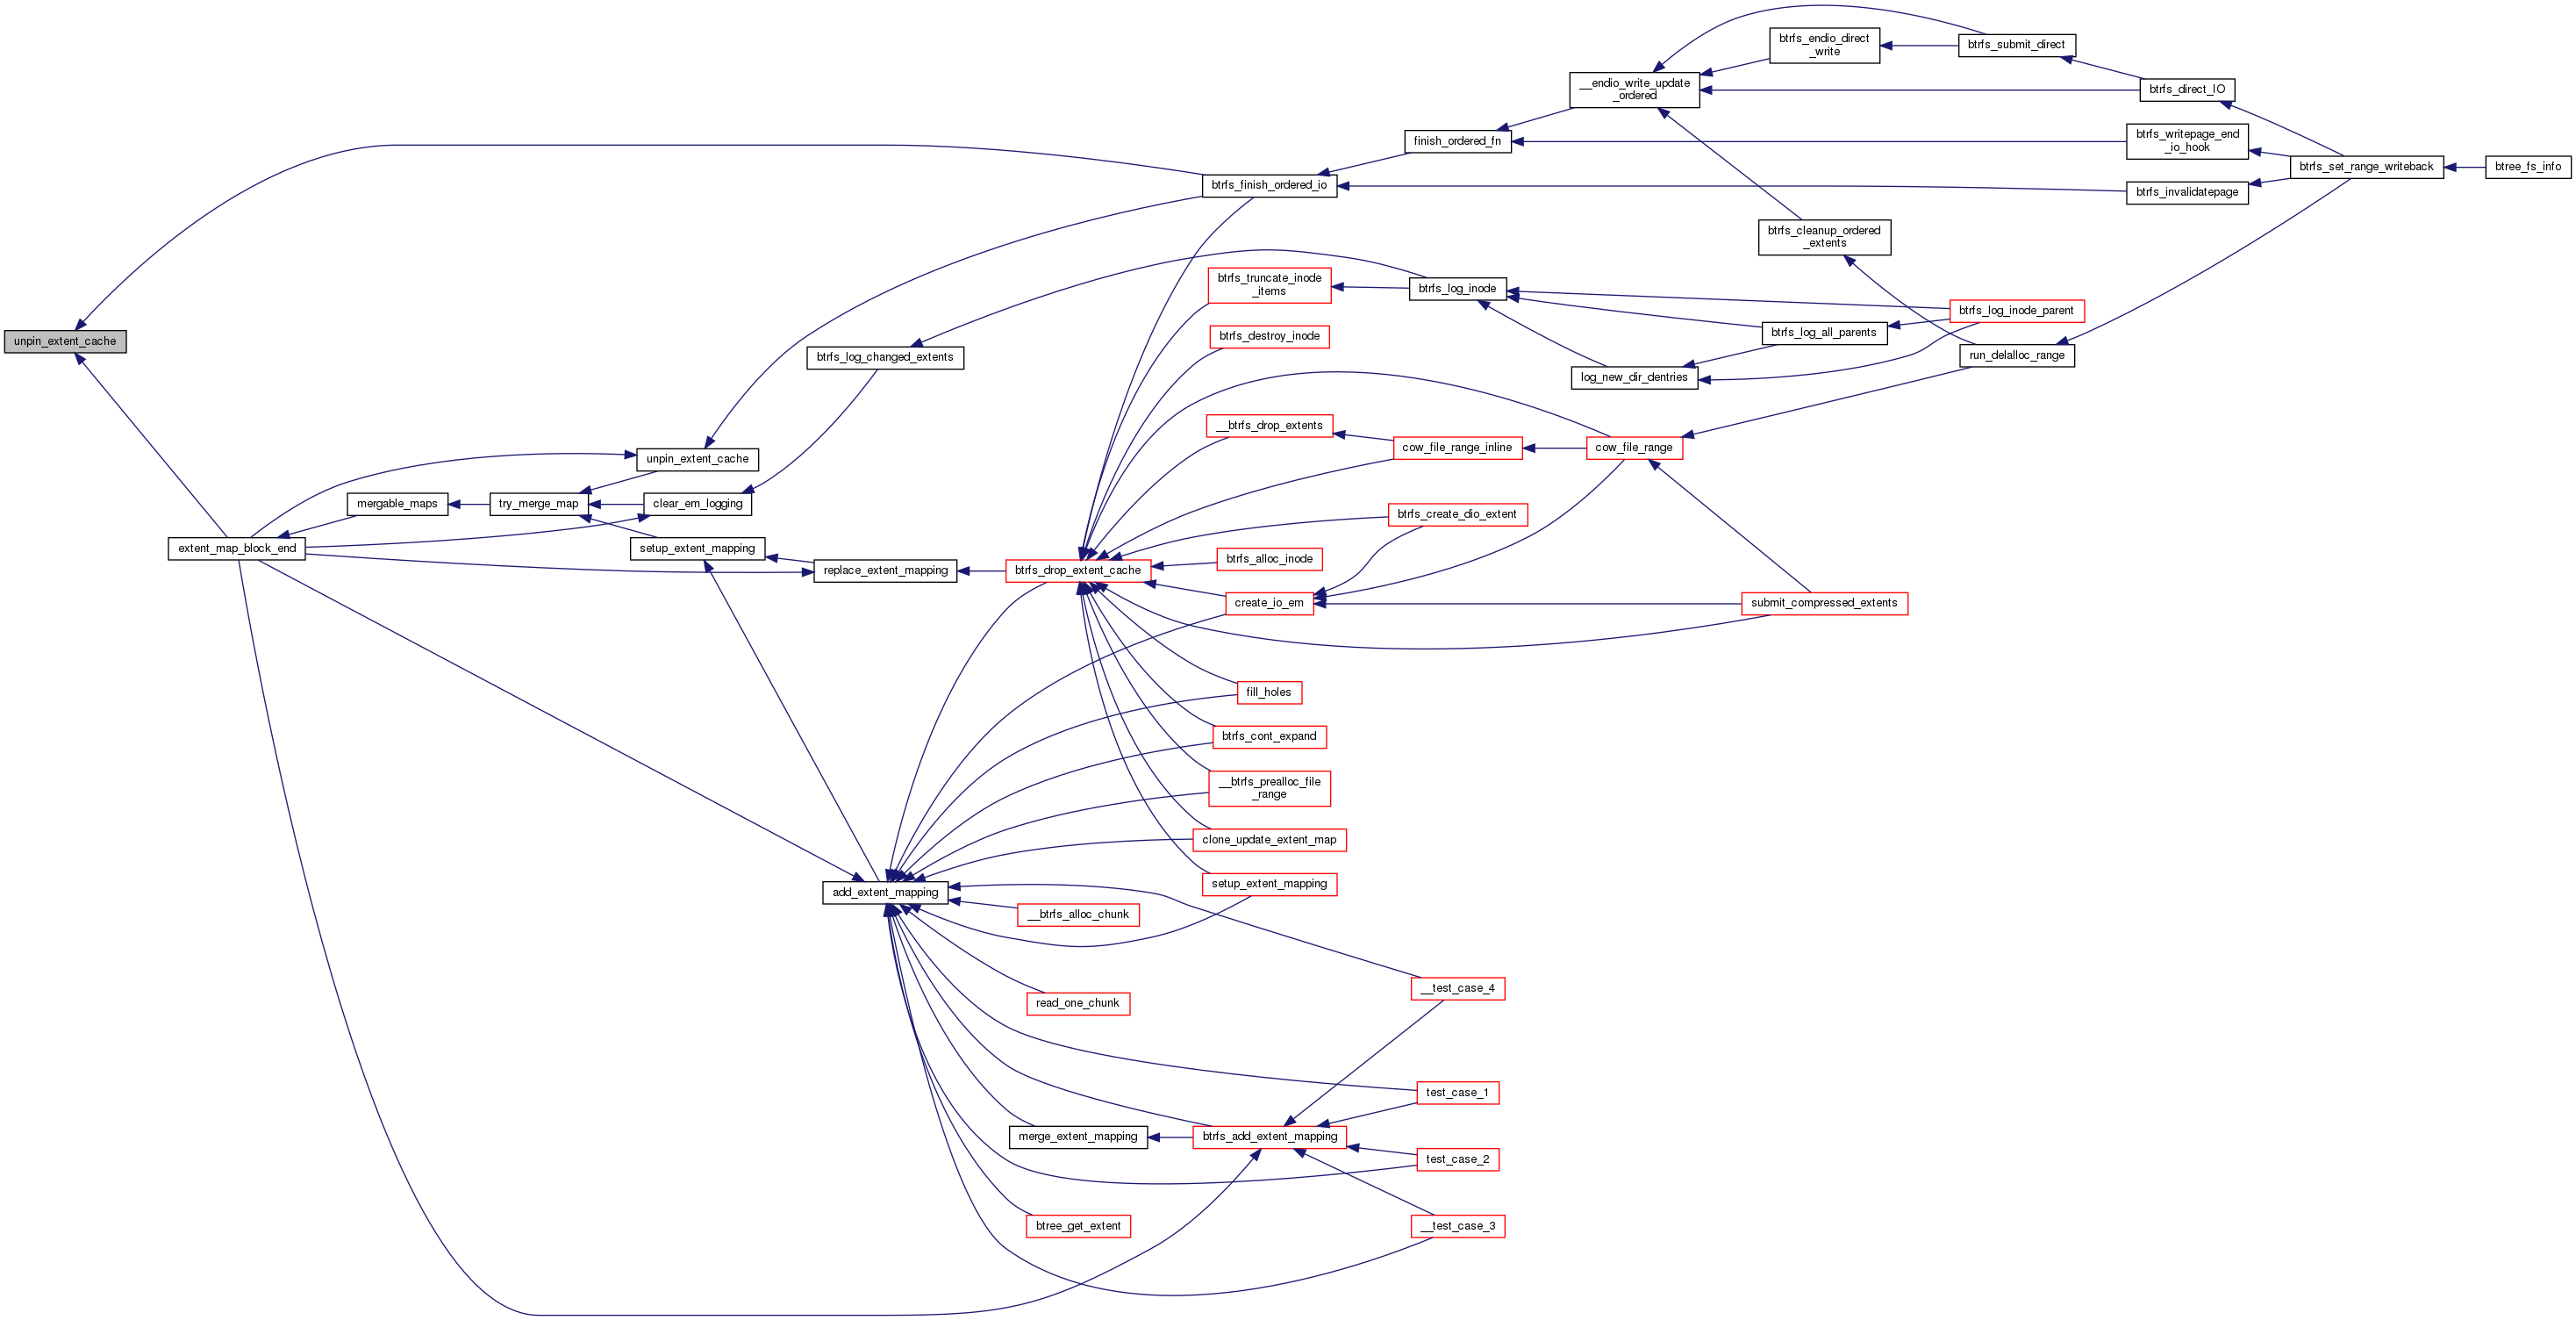 btrfs_endio_direct
_write
btrfs_submit_direct
__endio_write_update
_ordered
btrfs_direct_IO
finish_ordered_fn
btrfs_writepage_end
_io_hook
btrfs_set_range_writeback
btree_fs_info
btrfs_finish_ordered_io
btrfs_invalidatepage
btrfs_cleanup_ordered
_extents
btrfs_truncate_inode
_items
btrfs_log_inode
btrfs_log_inode_parent
unpin_extent_cache
btrfs_destroy_inode
btrfs_log_all_parents
btrfs_log_changed_extents
run_delalloc_range
log_new_dir_dentries
__btrfs_drop_extents
unpin_extent_cache
cow_file_range_inline
cow_file_range
mergable_maps
try_merge_map
clear_em_logging
btrfs_create_dio_extent
extent_map_block_end
setup_extent_mapping
btrfs_alloc_inode
replace_extent_mapping
btrfs_drop_extent_cache
create_io_em
submit_compressed_extents
fill_holes
btrfs_cont_expand
__btrfs_prealloc_file
_range
clone_update_extent_map
setup_extent_mapping
add_extent_mapping
__btrfs_alloc_chunk
__test_case_4
read_one_chunk
test_case_1
merge_extent_mapping
btrfs_add_extent_mapping
test_case_2
btree_get_extent
__test_case_3